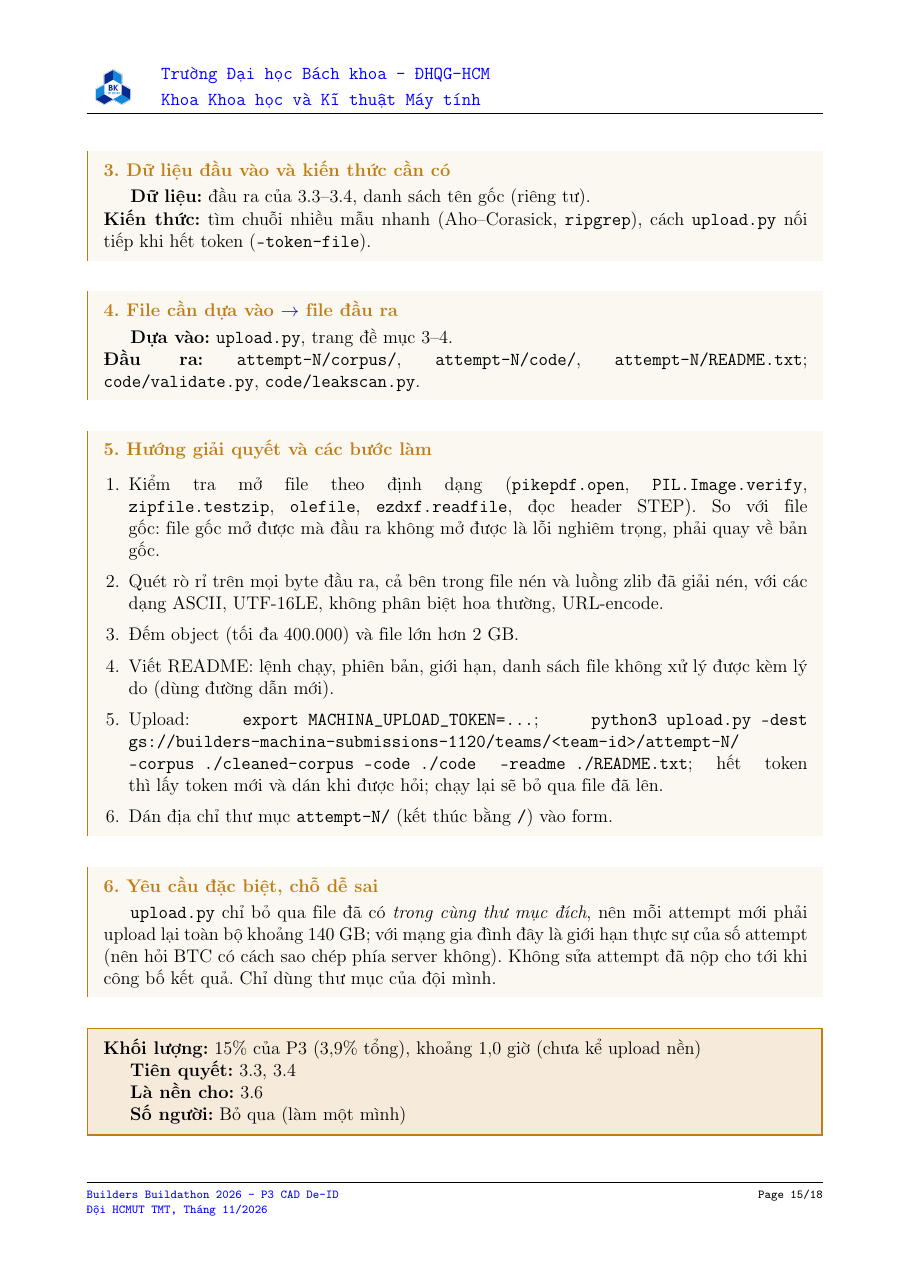 BK
Trường Đại học Bách khoa - ĐHQG-HCM
Khoa Khoa học và Kĩ thuật Máy tính
3. Dữ liệu đầu vào và kiến thức cần có
Dữ liệu: đầu ra của 3.3–3.4, danh sách tên gốc (riêng tư).
Kiến thức: tìm chuỗi nhiều mẫu nhanh (Aho–Corasick, ripgrep), cách upload.py nối
tiếp khi hết token (-token-file).
4. File cần dựa vào → file đầu ra
Dựa vào: upload.py, trang đề mục 3–4.
Đầu ra: attempt-N/corpus/, attempt-N/code/, attempt-N/README.txt;
code/validate.py, code/leakscan.py.
5. Hướng giải quyết và các bước làm
1. Kiểm tra mở file theo định dạng (pikepdf.open, PIL.Image.verify,
zipfile.testzip, olefile, ezdxf.readfile, đọc header STEP). So với file
gốc: file gốc mở được mà đầu ra không mở được là lỗi nghiêm trọng, phải quay về bản
gốc.
2. Quét rò rỉ trên mọi byte đầu ra, cả bên trong file nén và luồng zlib đã giải nén, với các
dạng ASCII, UTF-16LE, không phân biệt hoa thường, URL-encode.
3. Đếm object (tối đa 400.000) và file lớn hơn 2 GB.
4. Viết README: lệnh chạy, phiên bản, giới hạn, danh sách file không xử lý được kèm lý
do (dùng đường dẫn mới).
5. Upload: export MACHINA_UPLOAD_TOKEN=...; python3 upload.py -dest
gs://builders-machina-submissions-1120/teams/<team-id>/attempt-N/
-corpus ./cleaned-corpus -code ./code -readme ./README.txt; hết token
thì lấy token mới và dán khi được hỏi; chạy lại sẽ bỏ qua file đã lên.
6. Dán địa chỉ thư mục attempt-N/ (kết thúc bằng /) vào form.
6. Yêu cầu đặc biệt, chỗ dễ sai
upload.py chỉ bỏ qua file đã có trong cùng thư mục đích, nên mỗi attempt mới phải
upload lại toàn bộ khoảng 140 GB; với mạng gia đình đây là giới hạn thực sự của số attempt
(nên hỏi BTC có cách sao chép phía server không). Không sửa attempt đã nộp cho tới khi
công bố kết quả. Chỉ dùng thư mục của đội mình.
Khối lượng: 15% của P3 (3,9% tổng), khoảng 1,0 giờ (chưa kể upload nền)
Tiên quyết: 3.3, 3.4
Là nền cho: 3.6
Số người: Bỏ qua (làm một mình)
Builders Buildathon 2026 - P3 CAD De-ID Page 15/18
Đội HCMUT TMT, Tháng 11/2026